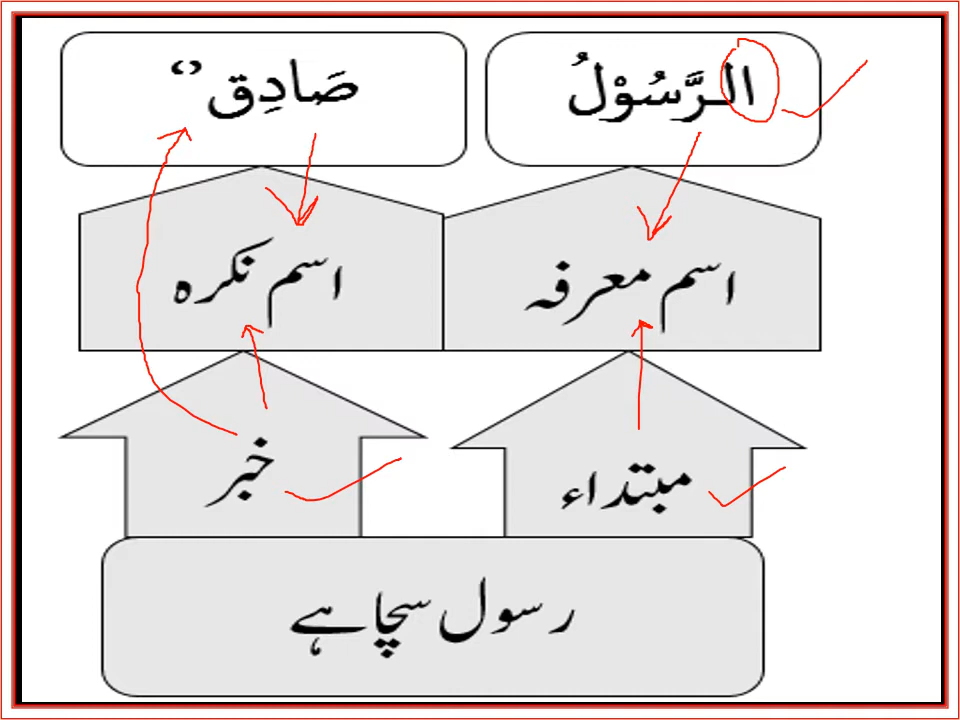 الرَّسُوْلُ صَادِقٌ
اسم معرفہ اسم نکرہ
مبتداء خبر
رسول سچا ہے